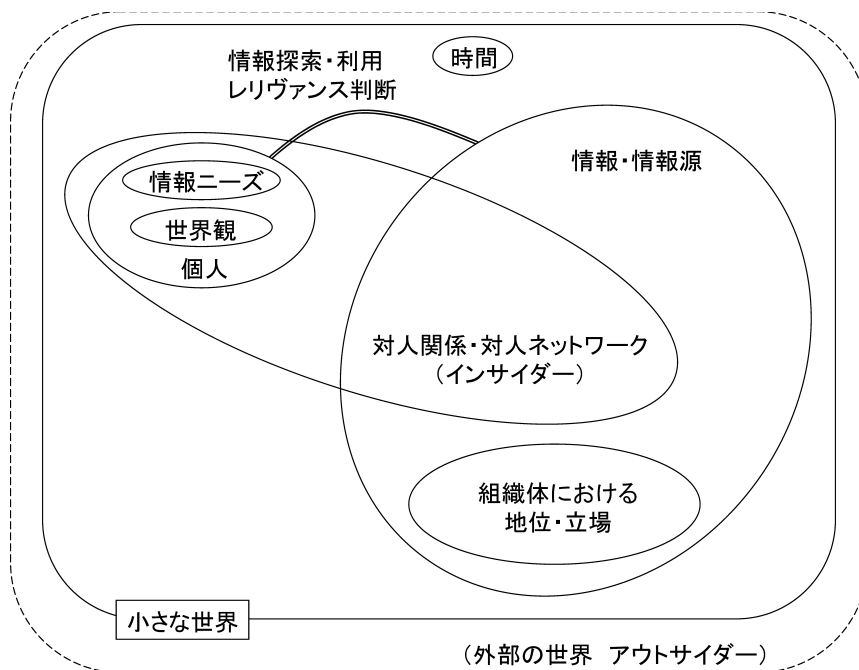 情報探索・利用
レリヴァンス判断
時間
情報・情報源
情報ニーズ
世界観
個人
対人関係・対人ネットワーク
（インサイダー）
組織体における
地位・立場
小さな世界
（外部の世界　アウトサイダー）